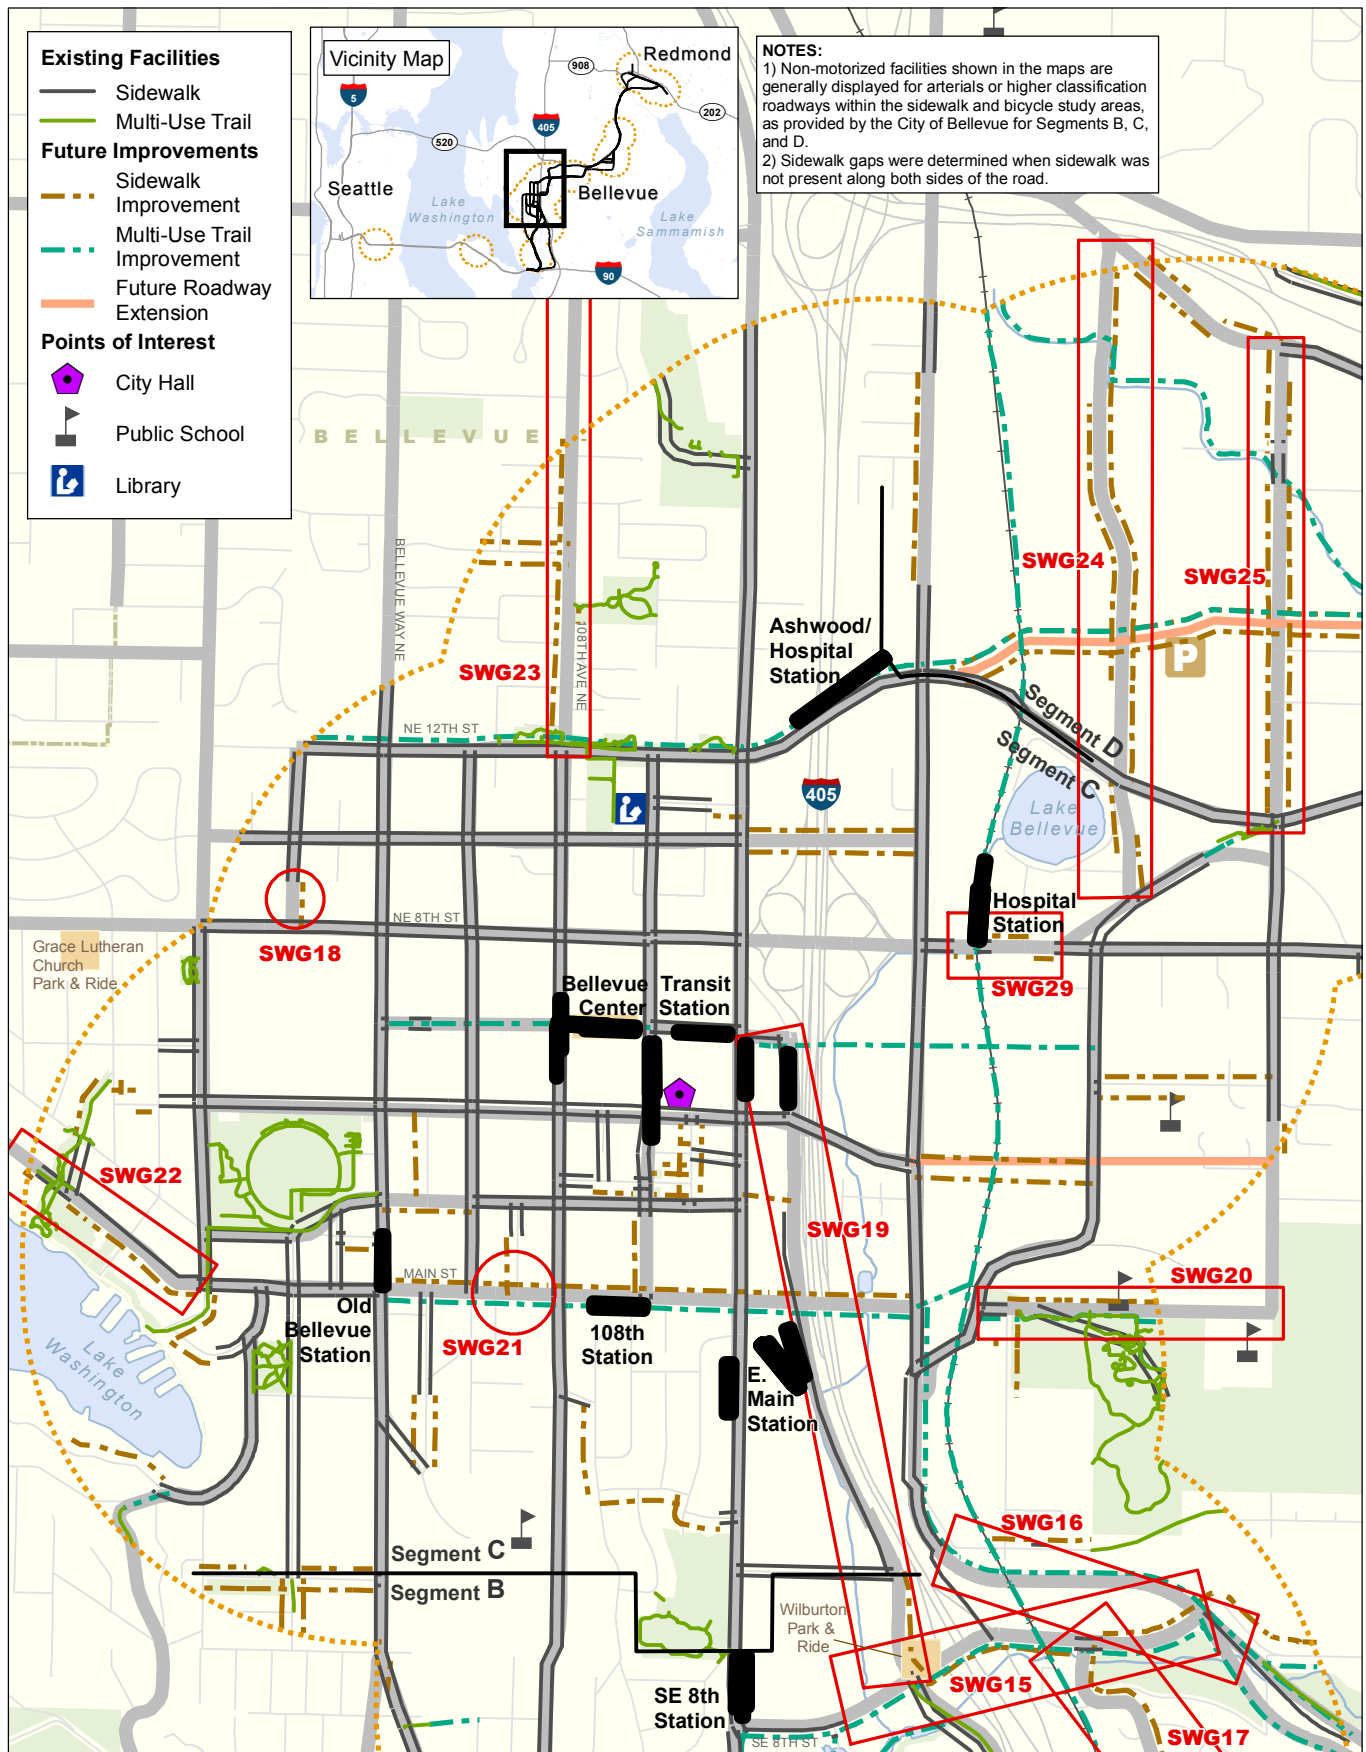 Existing Facilities
Sidewalk
Multi-Use Trail
Future Improvements
Sidewalk
Improvement
Multi-Use Trail
Improvement
Future Roadway
Extension
Points of Interest
City Hall
Public School
Library
Vicinity Map
Redmond
908
5
202
405
520
Seattle
Bellevue
Lake
Washington
Lake
Sammamish
90
NOTES:
1) Non-motorized facilities shown in the maps are
generally displayed for arterials or higher classification
roadways within the sidewalk and bicycle study areas,
as provided by the City of Bellevue for Segments B, C,
and D.
2) Sidewalk gaps were determined when sidewalk was
not present along both sides of the road.
BELLEVUE
BELLEVUE WAY NE
108TH AVE NE
SWG23
SWG24
SWG25
Ashwood/
Hospital
Station
P
NE 12TH ST
Segment D
Segment C
405
Lake
Bellevue
Hospital
Station
NE 8TH ST
SWG18
SWG29
Grace Lutheran
Church
Park & Ride
Bellevue
Center
Transit
Station
SWG22
SWG19
MAIN ST
SWG20
Old
Bellevue
Station
SWG21
108th
Station
E.
Main
Station
Lake
Washington
SWG16
Segment C
Segment B
Wilburton
Park &
Ride
SWG15
SE 8th
Station
SE 8TH ST
SWG17